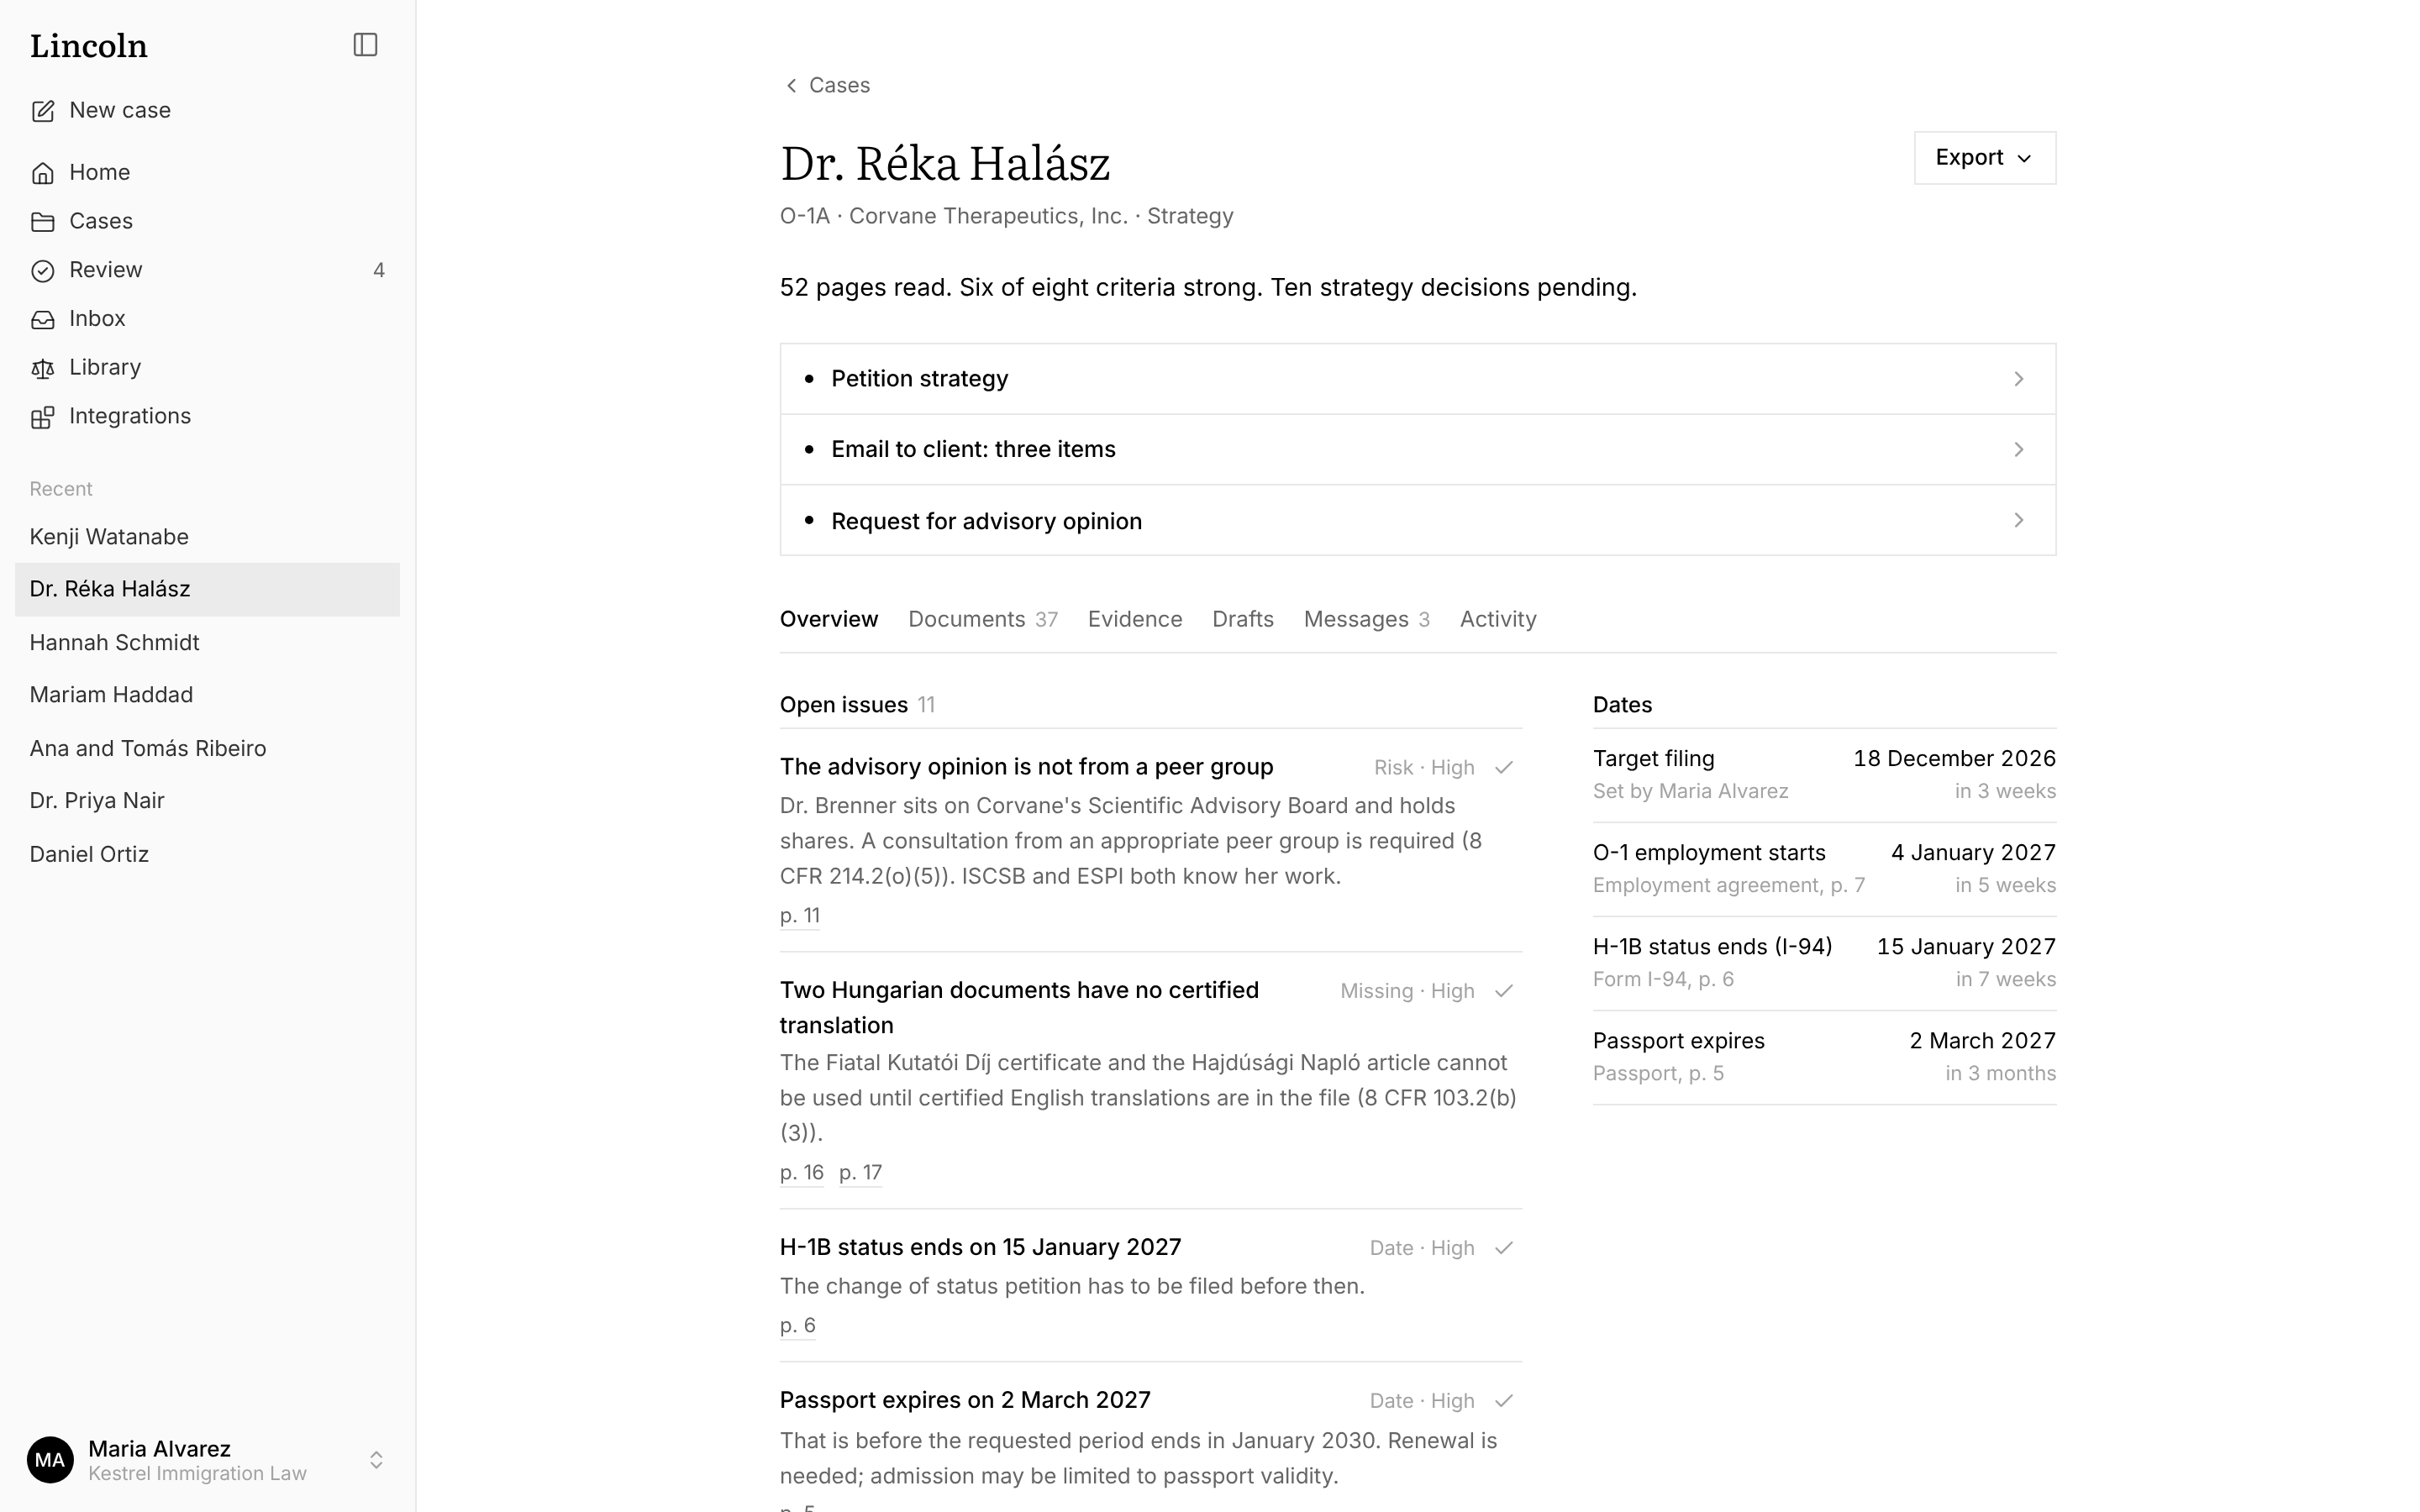 Lincoln
New case
Home
Cases
Review 4
Inbox
Library
Integrations
Recent
Kenji Watanabe
Dr. Réka Halász
Hannah Schmidt
Mariam Haddad
Ana and Tomás Ribeiro
Dr. Priya Nair
Daniel Ortiz
MA
Maria Alvarez
Kestrel Immigration Law
Cases
Dr. Réka Halász
Export
O-1A · Corvane Therapeutics, Inc. · Strategy
52 pages read. Six of eight criteria strong. Ten strategy decisions pending.
• Petition strategy
• Email to client: three items
• Request for advisory opinion
Overview Documents 37 Evidence Drafts Messages 3 Activity
Open issues 11
The advisory opinion is not from a peer group Risk · High
Dr. Brenner sits on Corvane's Scientific Advisory Board and holds
shares. A consultation from an appropriate peer group is required (8
CFR 214.2(o)(5)). ISCSB and ESPI both know her work.
p. 11
Two Hungarian documents have no certified Missing · High
translation
The Fiatal Kutatói Díj certificate and the Hajdúsági Napló article cannot
be used until certified English translations are in the file (8 CFR 103.2(b)
(3)).
p. 16 p. 17
H-1B status ends on 15 January 2027 Date · High
The change of status petition has to be filed before then.
p. 6
Passport expires on 2 March 2027 Date · High
That is before the requested period ends in January 2030. Renewal is
needed; admission may be limited to passport validity.
p. 5
Dates
Target filing 18 December 2026
Set by Maria Alvarez in 3 weeks
O-1 employment starts 4 January 2027
Employment agreement, p. 7 in 5 weeks
H-1B status ends (I-94) 15 January 2027
Form I-94, p. 6 in 7 weeks
Passport expires 2 March 2027
Passport, p. 5 in 3 months